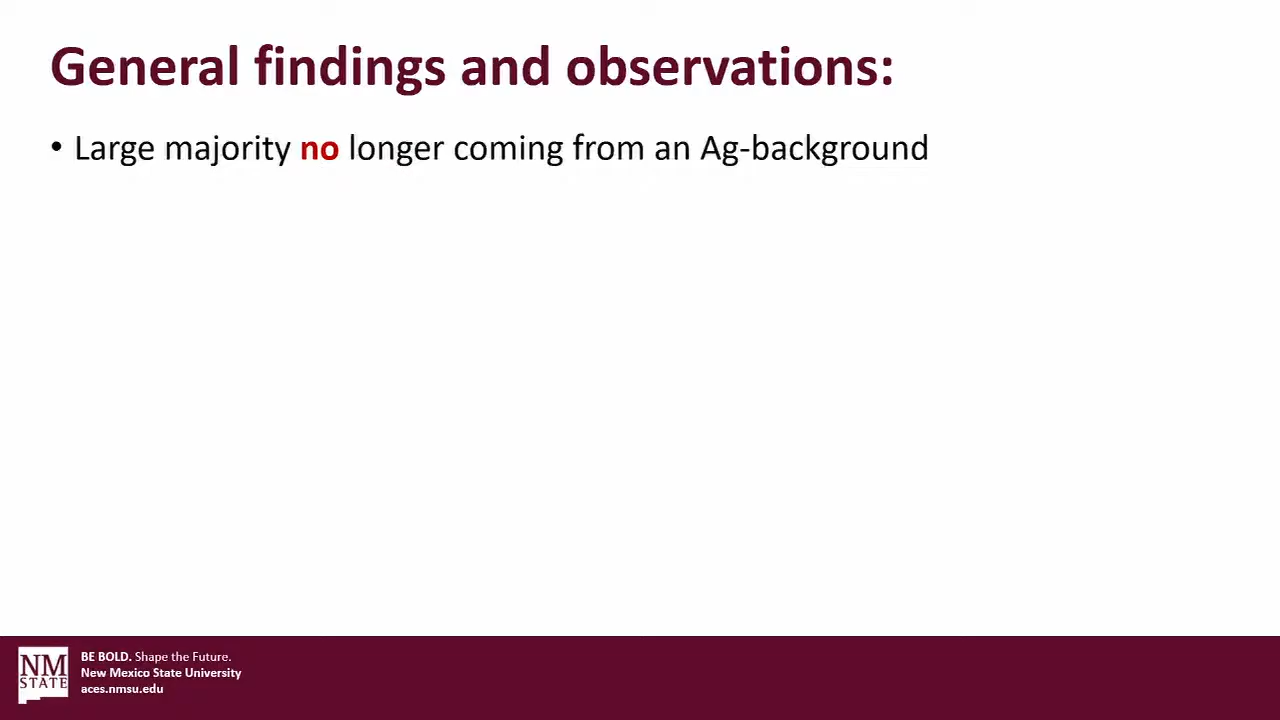 General findings and observations:
• Large majority no longer coming from an Ag-background
NM
STATE
BE BOLD. Shape the Future.
New Mexico State University
aces.nmsu.edu